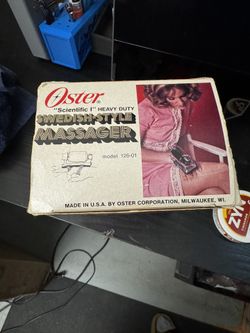 Oster®
"Scientific I" HEAVY DUTY
SWEDISH-STYLE
MASSAGER
model 126-01
MADE IN U.S.A. BY OSTER CORPORATION, MILWAUKEE, WI.